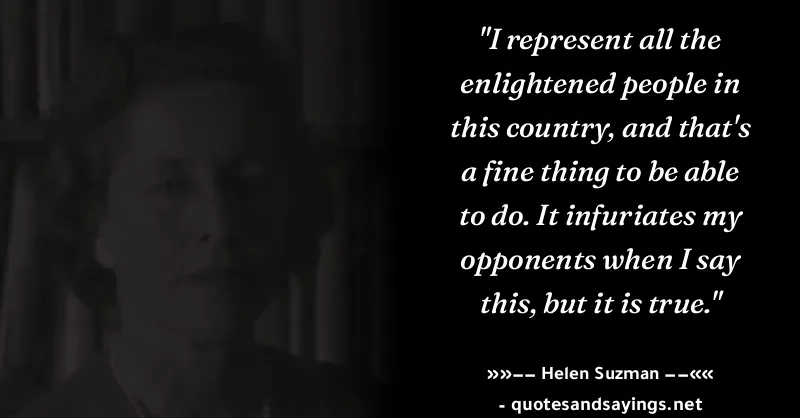 "I represent all the
enlightened people in
this country, and that's
a fine thing to be able
to do. It infuriates my
opponents when I say
this, but it is true."
»»–– Helen Suzman ––««
- quotesandsayings.net